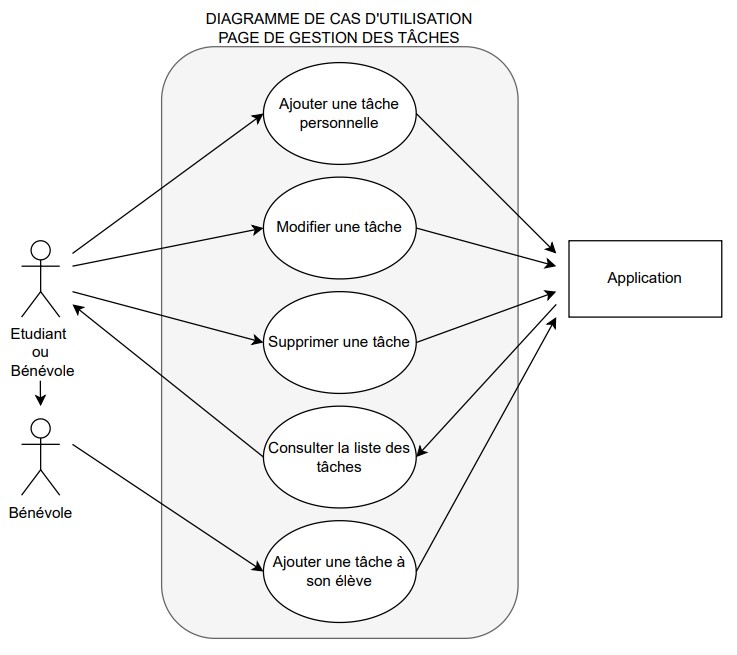 DIAGRAMME DE CAS D'UTILISATION
PAGE DE GESTION DES TÂCHES
Ajouter une tâche
personnelle
Modifier une tâche
Application
Supprimer une tâche
Etudiant
ou
Bénévole
Consulter la liste des
tâches
Bénévole
Ajouter une tâche à
son élève